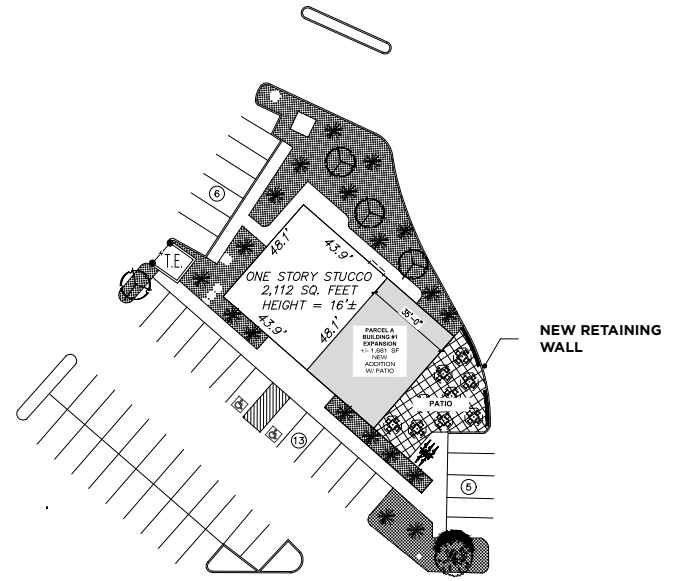 6
T.E.
48.1'
43.9'
ONE STORY STUCCO
2,112 SQ. FEET
HEIGHT = 16'±
43.9'
48.1'
35'-0"
PARCEL A
BUILDING #1
EXPANSION
+/- 1,681 SF
NEW
ADDITION
W/ PATIO
NEW RETAINING
WALL
PATIO
13
5